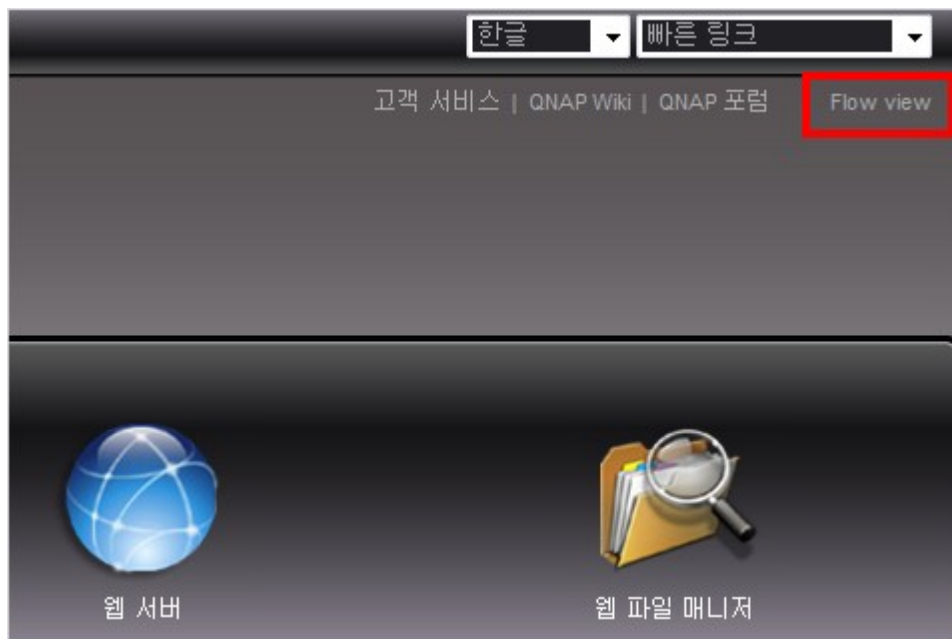 한글 빠른 링크
고객 서비스 | QNAP Wiki | QNAP 포럼 Flow view
웹 서버 웹 파일 매니저